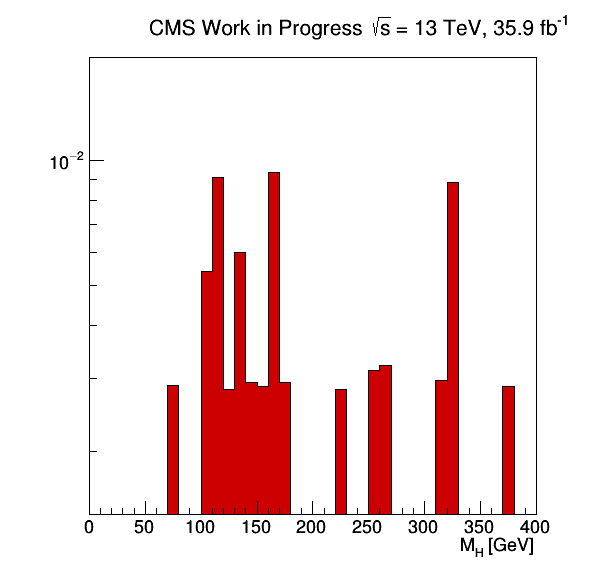 CMS Work in Progress √s = 13 TeV, 35.9 fb⁻¹
10⁻²
0 50 100 150 200 250 300 350 400
M_H [GeV]